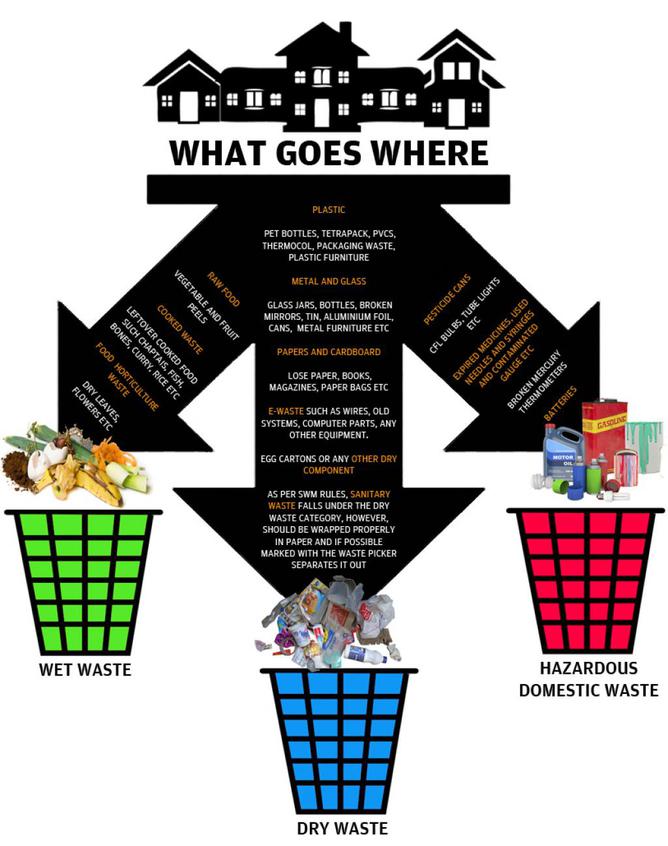 WHAT GOES WHERE
RAW FOOD
VEGETABLE AND FRUIT
PEELS
COOKED WASTE
LEFTOVER COOKED FOOD
SUCH CHAPTAIS, FISH,
BONES, CURRY, RICE ETC
FOOD HORTICULTURE
WASTE
DRY LEAVES,
FLOWERS ETC
PLASTIC
PET BOTTLES, TETRAPACK, PVCS,
THERMOCOL, PACKAGING WASTE,
PLASTIC FURNITURE
METAL AND GLASS
GLASS JARS, BOTTLES, BROKEN
MIRRORS, TIN, ALUMINIUM FOIL,
CANS, METAL FURNITURE ETC
PAPERS AND CARDBOARD
LOSE PAPER, BOOKS,
MAGAZINES, PAPER BAGS ETC
E-WASTE SUCH AS WIRES, OLD
SYSTEMS, COMPUTER PARTS, ANY
OTHER EQUIPMENT.
EGG CARTONS OR ANY OTHER DRY
COMPONENT
AS PER SWM RULES, SANITARY
WASTE FALLS UNDER THE DRY
WASTE CATEGORY, HOWEVER,
SHOULD BE WRAPPED PROPERLY
IN PAPER AND IF POSSIBLE
MARKED WITH THE WASTE PICKER
SEPARATES IT OUT
PESTICIDE CANS
CFL BULBS, TUBE LIGHTS
ETC
EXPIRED MEDICINES, USED
NEEDLES AND SYRINGES
AND CONTAMINATED
GAUGE ETC
BROKEN MERCURY
THERMOMETERS
BATTERIES
GASOLINE
MOTOR
OIL
WET WASTE
HAZARDOUS
DOMESTIC WASTE
DRY WASTE